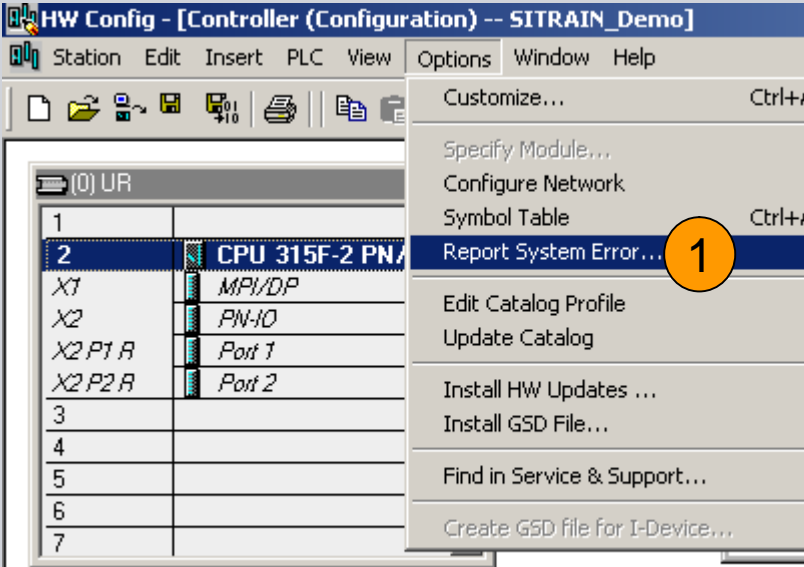 HW Config - [Controller (Configuration) -- SITRAIN_Demo]
Station Edit Insert PLC View Options Window Help
Customize... Ctrl+A
Specify Module...
(0) UR
Configure Network
1
Symbol Table Ctrl+A
2 CPU 315F-2 PN/
Report System Error... 1
X1 MPI/DP
Edit Catalog Profile
X2 PN-IO
Update Catalog
X2 P1 R Port 1
X2 P2 R Port 2
Install HW Updates ...
3
Install GSD File...
4
5
Find in Service & Support...
6
Create GSD file for I-Device...
7